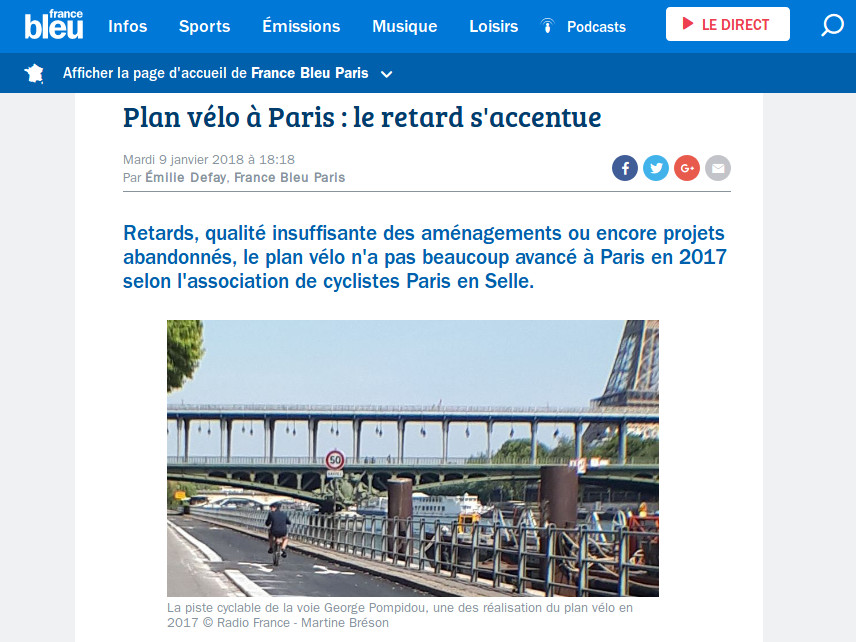 france
bleu
Infos Sports Émissions Musique Loisirs Podcasts LE DIRECT
Afficher la page d'accueil de France Bleu Paris
Plan vélo à Paris : le retard s'accentue
Mardi 9 janvier 2018 à 18:18
Par Émilie Defay, France Bleu Paris
f G+
Retards, qualité insuffisante des aménagements ou encore projets
abandonnés, le plan vélo n'a pas beaucoup avancé à Paris en 2017
selon l'association de cyclistes Paris en Selle.
50
La piste cyclable de la voie George Pompidou, une des réalisation du plan vélo en
2017 © Radio France - Martine Bréson